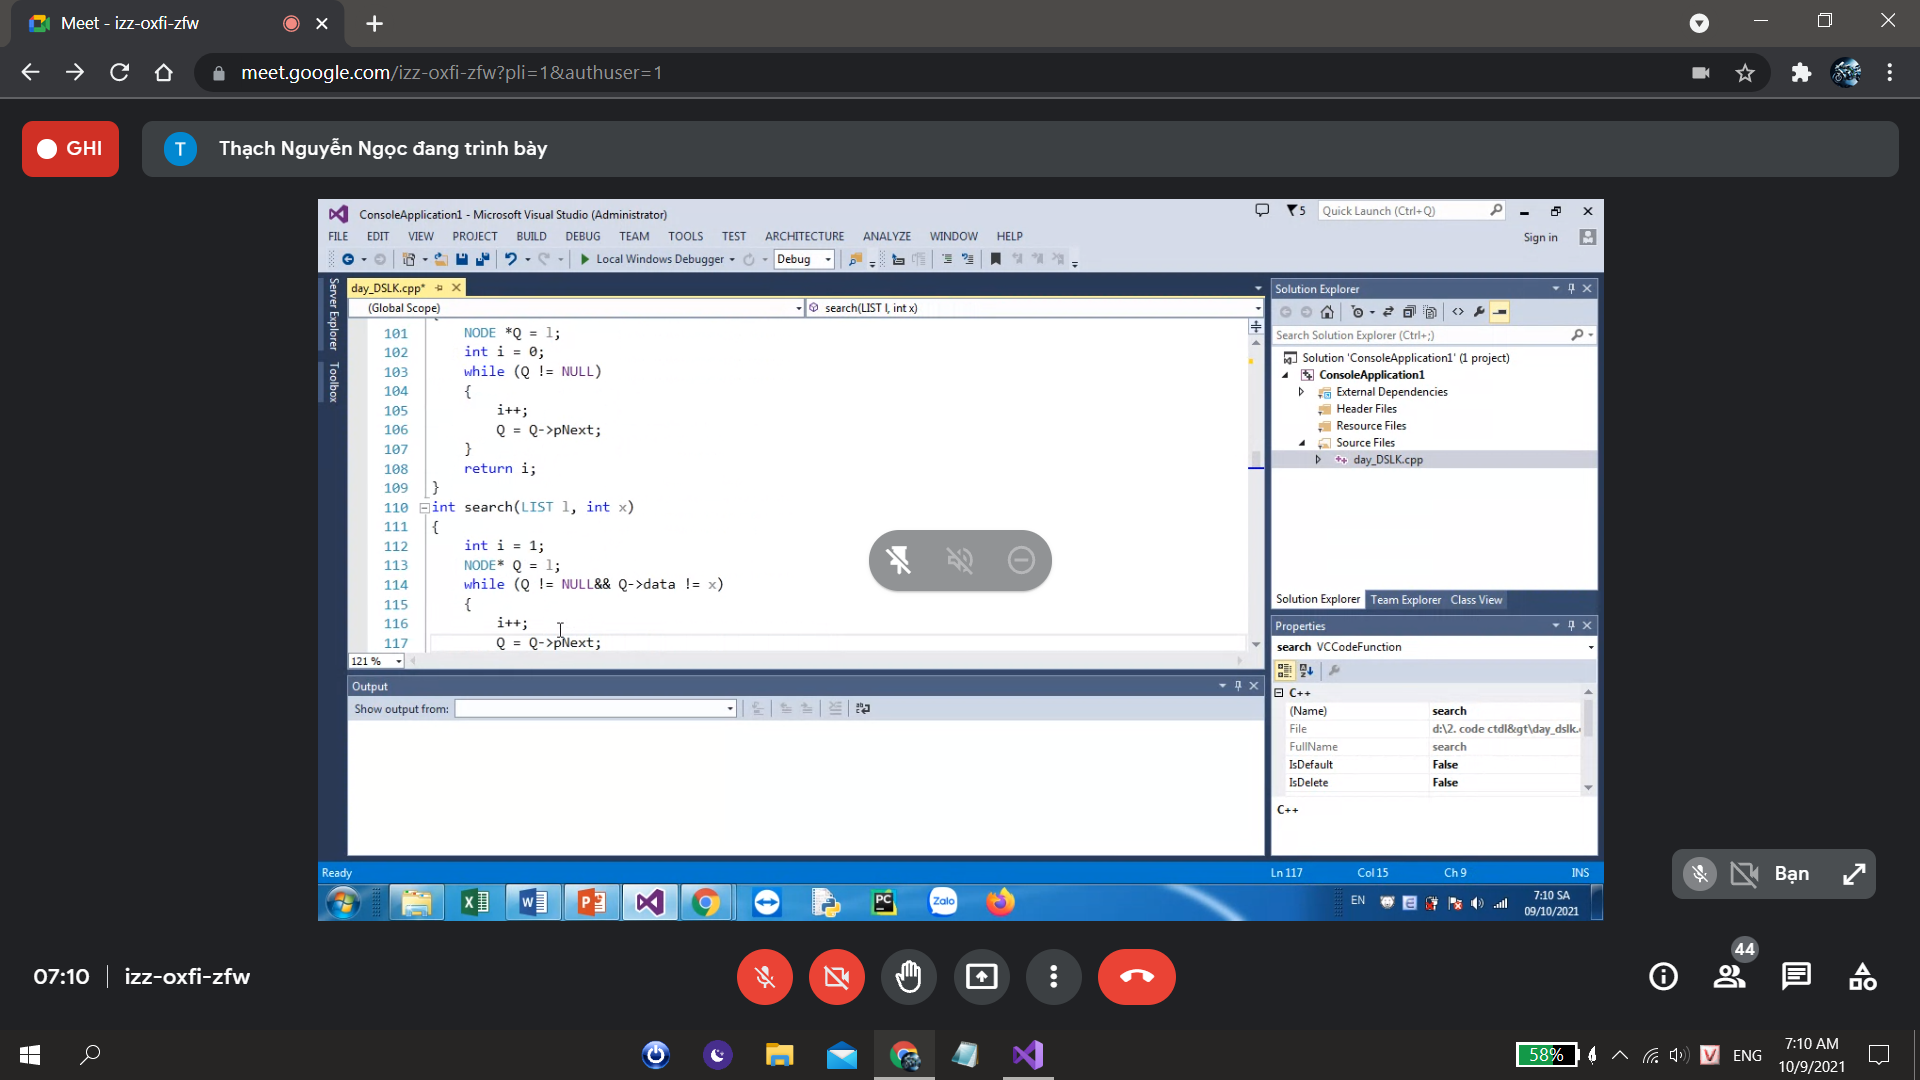 Meet - izz-oxfi-zfw
meet.google.com/izz-oxfi-zfw?pli=1&authuser=1
GHI
T
Thạch Nguyễn Ngọc đang trình bày
ConsoleApplication1 - Microsoft Visual Studio (Administrator)
5
Quick Launch (Ctrl+Q)
FILE EDIT VIEW PROJECT BUILD DEBUG TEAM TOOLS TEST ARCHITECTURE ANALYZE WINDOW HELP
Sign in
Local Windows Debugger
Debug
Server Explorer
Toolbox
day_DSLK.cpp*
(Global Scope)
search(LIST l, int x)
101 NODE *Q = l;
102 int i = 0;
103 while (Q != NULL)
104 {
105 i++;
106 Q = Q->pNext;
107 }
108 return i;
109 }
110 int search(LIST l, int x)
111 {
112 int i = 1;
113 NODE* Q = l;
114 while (Q != NULL&& Q->data != x)
115 {
116 i++;
117 Q = Q->pNext;
121 %
Output
Show output from:
Solution Explorer
Search Solution Explorer (Ctrl+;)
Solution 'ConsoleApplication1' (1 project)
ConsoleApplication1
External Dependencies
Header Files
Resource Files
Source Files
day_DSLK.cpp
Solution Explorer Team Explorer Class View
Properties
search VCCodeFunction
C++
(Name) search
File d:\2. code ctdl&gt\day_dslk.
FullName search
IsDefault False
IsDelete False
C++
Ready
Ln 117 Col 15 Ch 9 INS
Zalo
EN
7:10 SA
09/10/2021
Bạn
07:10 | izz-oxfi-zfw
44
58%
ENG
7:10 AM
10/9/2021